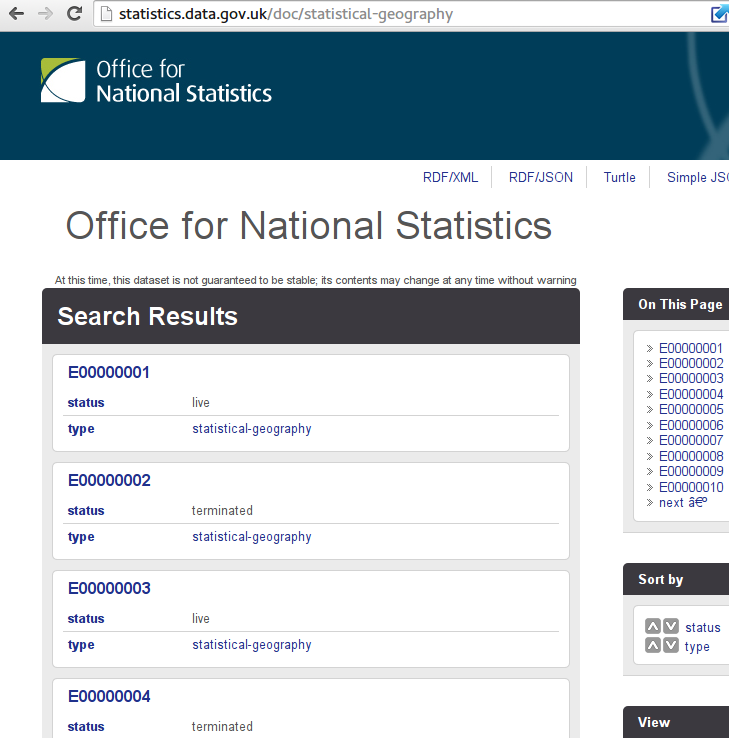 statistics.data.gov.uk/doc/statistical-geography
Office for
National Statistics
RDF/XML RDF/JSON Turtle Simple JSO
Office for National Statistics
At this time, this dataset is not guaranteed to be stable; its contents may change at any time without warning
Search Results
E00000001
status live
type statistical-geography
E00000002
status terminated
type statistical-geography
E00000003
status live
type statistical-geography
E00000004
status terminated
On This Page
» E00000001
» E00000002
» E00000003
» E00000004
» E00000005
» E00000006
» E00000007
» E00000008
» E00000009
» E00000010
» next â€º
Sort by
status
type
View